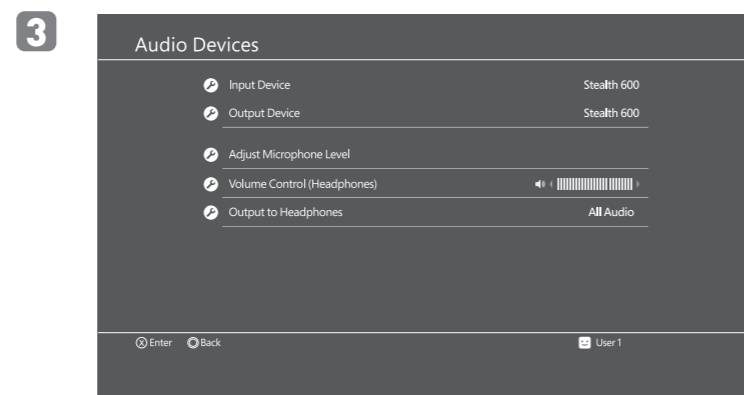 3
Audio Devices
Input Device Stealth 600
Output Device Stealth 600
Adjust Microphone Level
Volume Control (Headphones)
Output to Headphones All Audio
Enter Back User 1